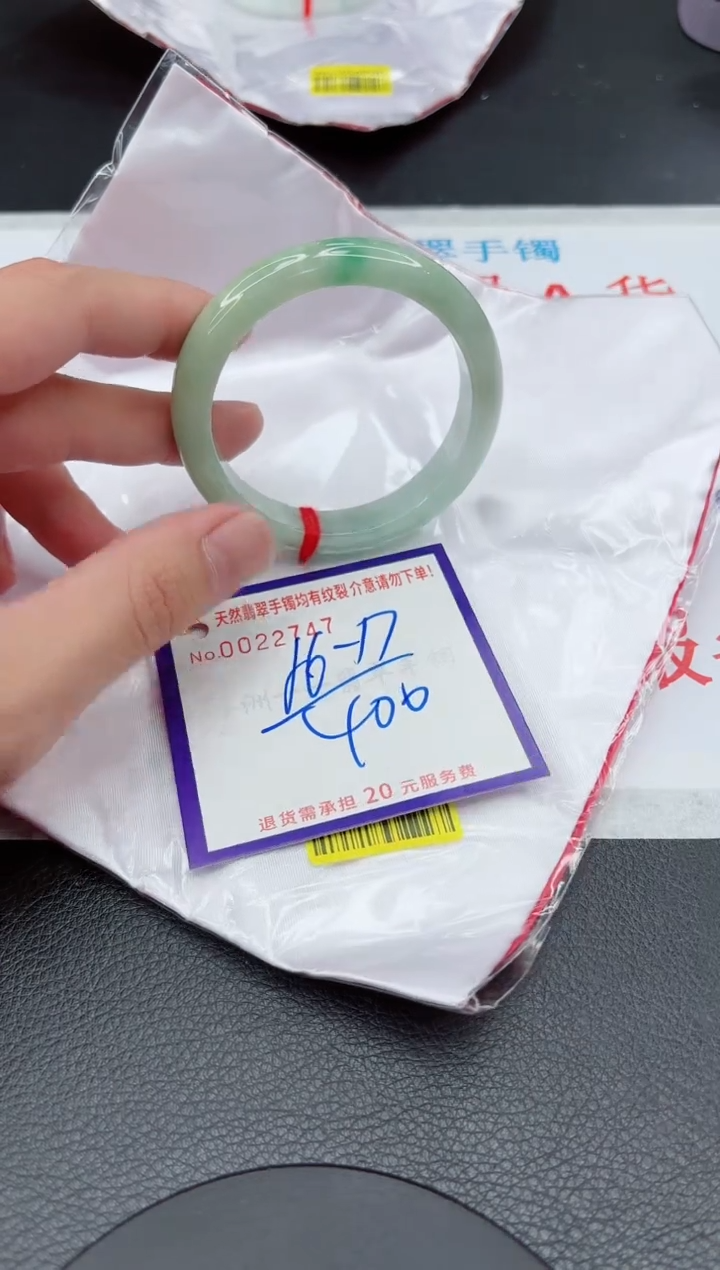 翠手镯
A货
天然翡翠手镯均有纹裂介意请勿下单!
No.0022747
16-17
400
退货需承担 20 元服务费